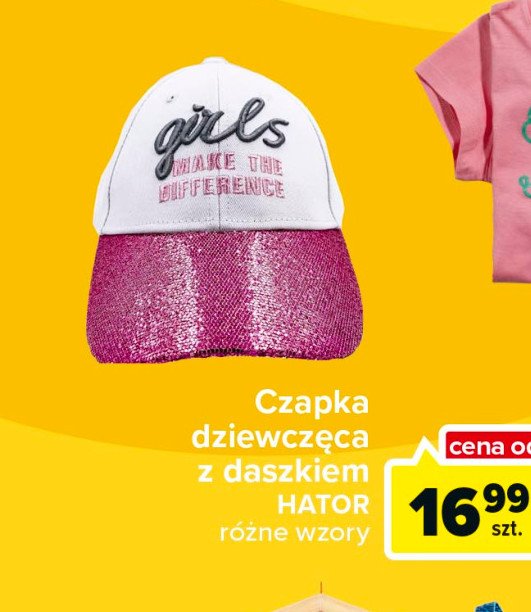 girls
MAKE THE
DIFFERENCE
Czapka
dziewczęca
z daszkiem
HATOR
różne wzory
cena od
16 99
szt.